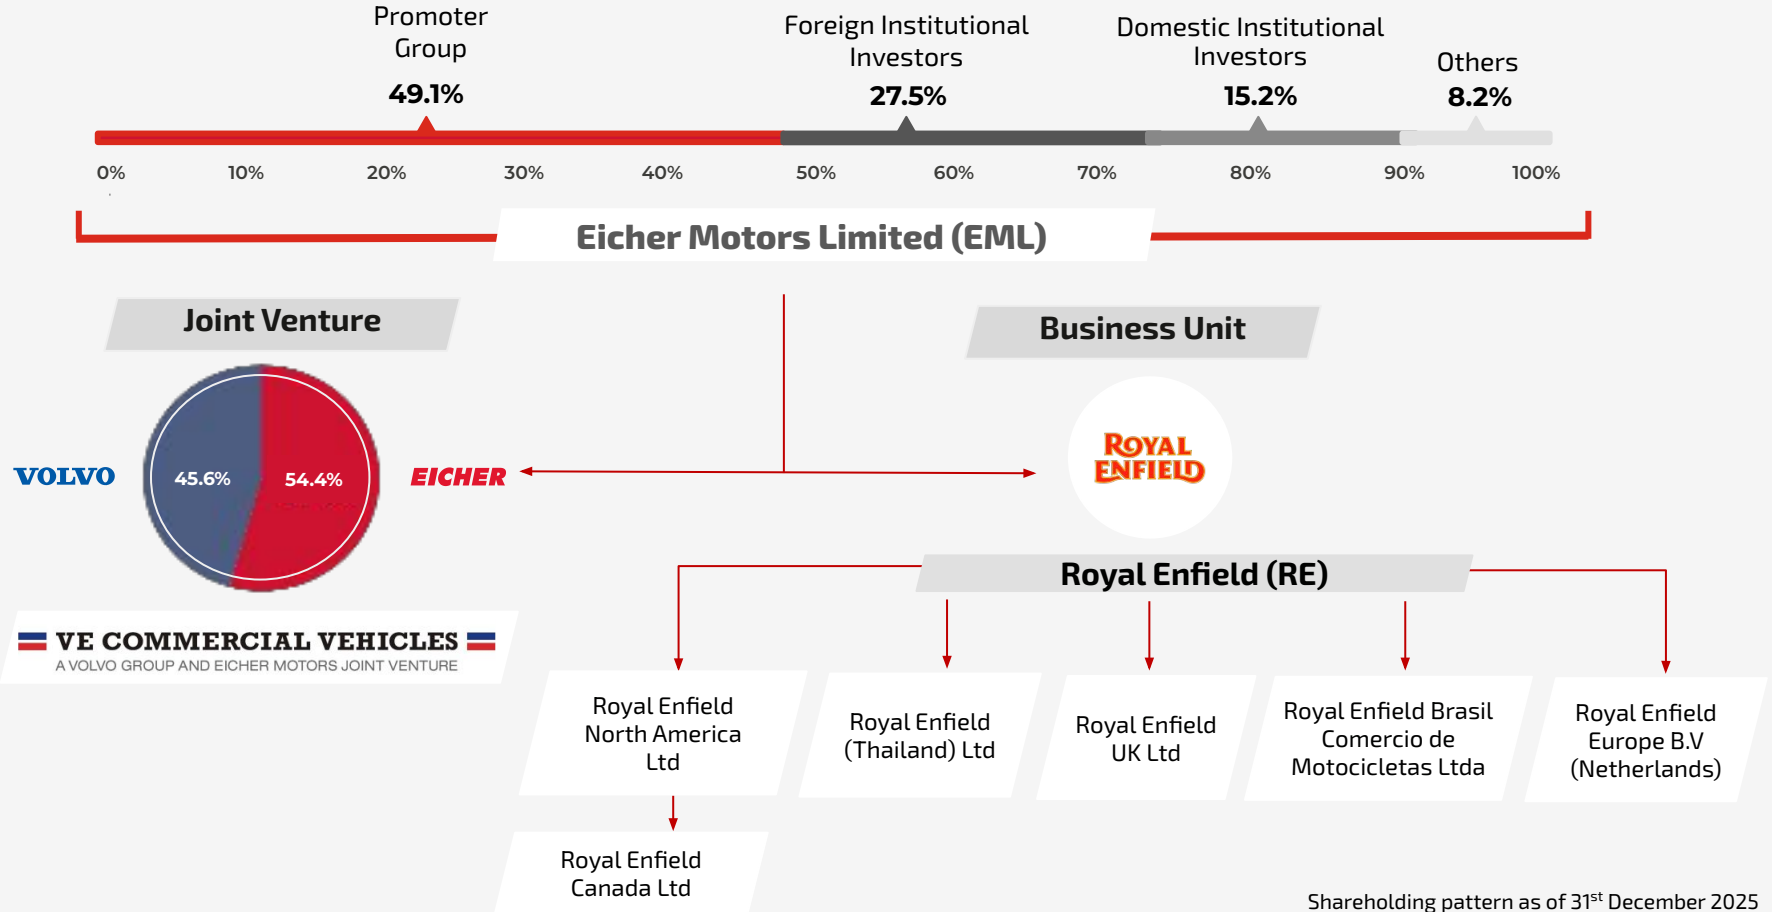 Promoter
Group
49.1%
Foreign Institutional
Investors
27.5%
Domestic Institutional
Investors
15.2%
Others
8.2%
0% 10% 20% 30% 40% 50% 60% 70% 80% 90% 100%
Eicher Motors Limited (EML)
Joint Venture
Business Unit
VOLVO
45.6%
54.4%
EICHER
ROYAL
ENFIELD
VE COMMERCIAL VEHICLES
A VOLVO GROUP AND EICHER MOTORS JOINT VENTURE
Royal Enfield (RE)
Royal Enfield
North America
Ltd
Royal Enfield
(Thailand) Ltd
Royal Enfield
UK Ltd
Royal Enfield Brasil
Comercio de
Motocicletas Ltda
Royal Enfield
Europe B.V
(Netherlands)
Royal Enfield
Canada Ltd
Shareholding pattern as of 31st December 2025